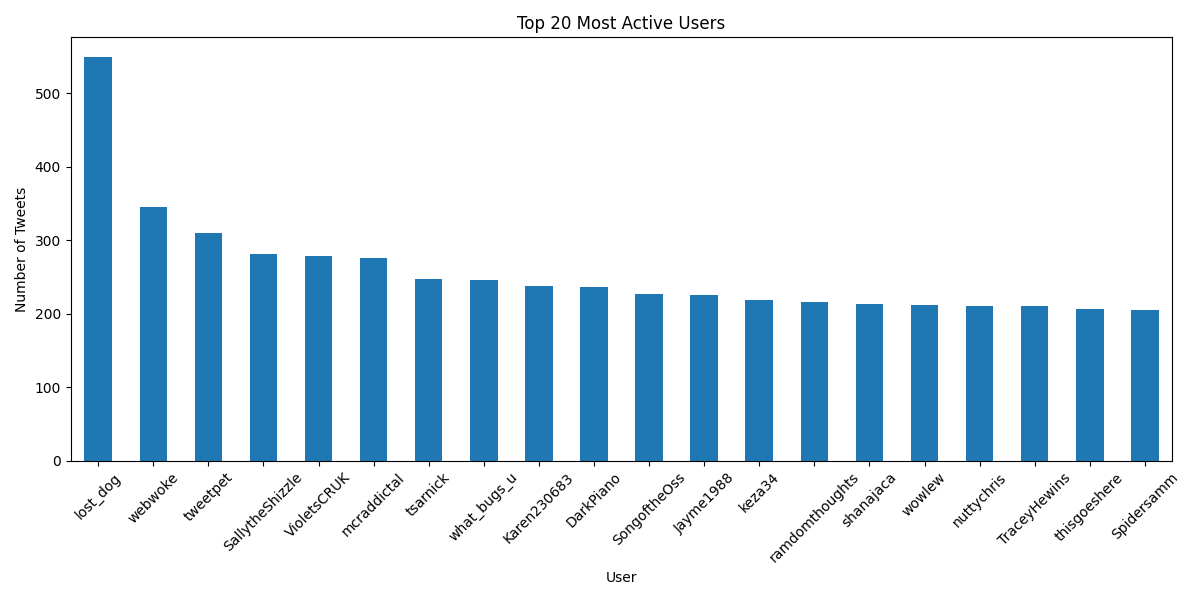 Top 20 Most Active Users
Number of Tweets
500
400
300
200
100
0
lost_dog
webwoke
tweetpet
SallytheShizzle
VioletsCRUK
mcraddictal
tsarnick
what_bugs_u
Karen230683
DarkPiano
SongoftheOss
Jayme1988
keza34
ramdomthoughts
shanajaca
wowlew
nuttychris
TraceyHewins
thisgoeshere
Spidersamm
User